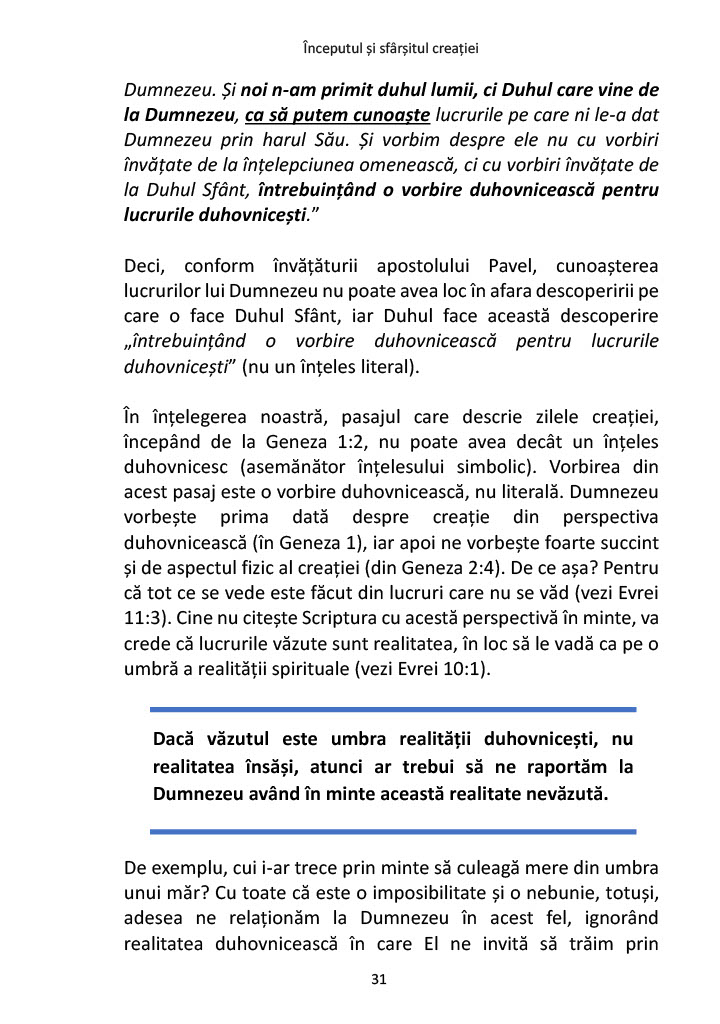 Începutul și sfârșitul creației
Dumnezeu. Și noi n-am primit duhul lumii, ci Duhul care vine de
la Dumnezeu, ca să putem cunoaște lucrurile pe care ni le-a dat
Dumnezeu prin harul Său. Și vorbim despre ele nu cu vorbiri
învățate de la înțelepciunea omenească, ci cu vorbiri învățate de
la Duhul Sfânt, întrebuințând o vorbire duhovnicească pentru
lucrurile duhovnicești.”
Deci, conform învățăturii apostolului Pavel, cunoașterea
lucrurilor lui Dumnezeu nu poate avea loc în afara descoperirii pe
care o face Duhul Sfânt, iar Duhul face această descoperire
„întrebuințând o vorbire duhovnicească pentru lucrurile
duhovnicești” (nu un înțeles literal).
În înțelegerea noastră, pasajul care descrie zilele creației,
începând de la Geneza 1:2, nu poate avea decât un înțeles
duhovnicesc (asemănător înțelesului simbolic). Vorbirea din
acest pasaj este o vorbire duhovnicească, nu literală. Dumnezeu
vorbește prima dată despre creație din perspectiva
duhovnicească (în Geneza 1), iar apoi ne vorbește foarte succint
și de aspectul fizic al creației (din Geneza 2:4). De ce așa? Pentru
că tot ce se vede este făcut din lucruri care nu se văd (vezi Evrei
11:3). Cine nu citește Scriptura cu acestă perspectivă în minte, va
crede că lucrurile văzute sunt realitatea, în loc să le vadă ca pe o
umbră a realității spirituale (vezi Evrei 10:1).
Dacă văzutul este umbra realității duhovnicești, nu
realitatea însăși, atunci ar trebui să ne raportăm la
Dumnezeu având în minte această realitate nevăzută.
De exemplu, cui i-ar trece prin minte să culeagă mere din umbra
unui măr? Cu toate că este o imposibilitate și o nebunie, totuși,
adesea ne relaționăm la Dumnezeu în acest fel, ignorând
realitatea duhovnicească în care El ne invită să trăim prin
31